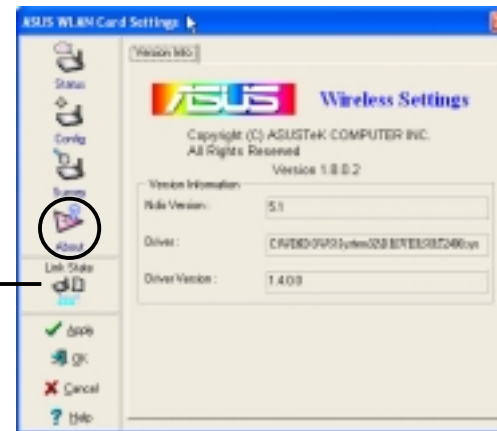 ASUS WLAN Card Settings
Status
Config
Survey
About
Link State
Apply
OK
Cancel
Help
Version Info
ASUS Wireless Settings
Copyright (C) ASUSTeK COMPUTER INC.
All Rights Reserved
Version 1.8.0.2
Version Information
Ndis Version :
5.1
Driver :
Driver Version :
1.4.0.0